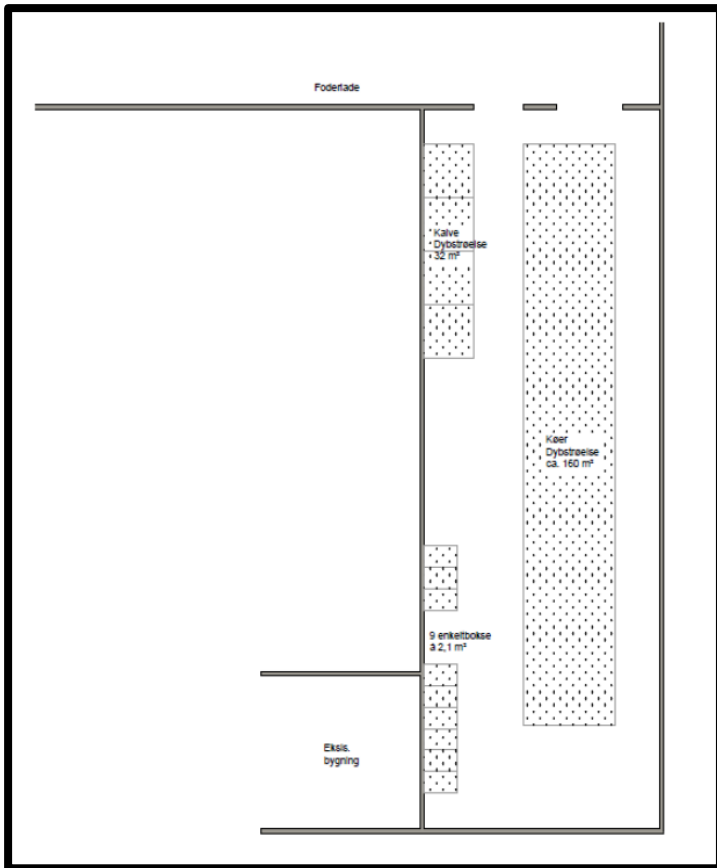 Foderlade
Kalve
Dybstrøelse
32 m²
Køer
Dybstrøelse
ca. 160 m²
9 enkeltbokse
à 2,1 m²
Eksis.
bygning